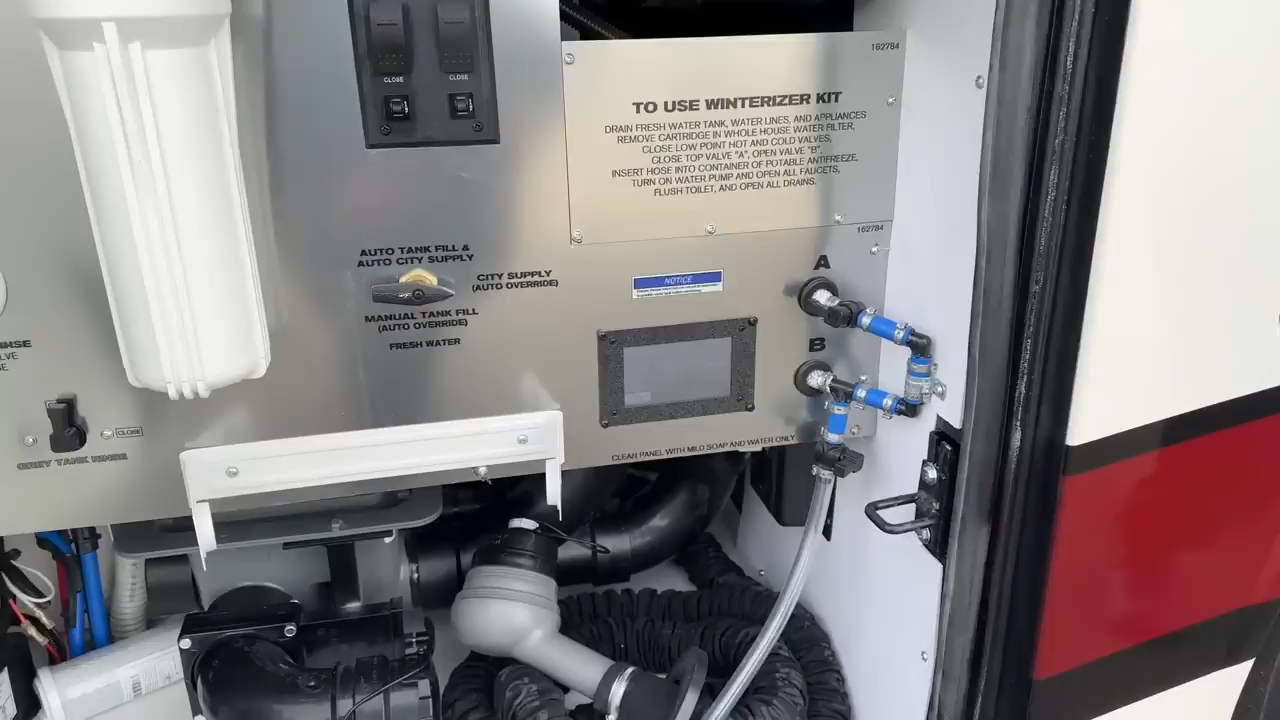 CLOSE
CLOSE
162784
TO USE WINTERIZER KIT
DRAIN FRESH WATER TANK, WATER LINES, AND APPLIANCES
REMOVE CARTRIDGE IN WHOLE HOUSE WATER FILTER,
CLOSE LOW POINT HOT AND COLD VALVES,
CLOSE TOP VALVE "A", OPEN VALVE "B".
INSERT HOSE INTO CONTAINER OF POTABLE ANTIFREEZE,
TURN ON WATER PUMP AND OPEN ALL FAUCETS,
FLUSH TOILET, AND OPEN ALL DRAINS.
162784
AUTO TANK FILL &
AUTO CITY SUPPLY
CITY SUPPLY
(AUTO OVERRIDE)
MANUAL TANK FILL
(AUTO OVERRIDE)
FRESH WATER
NOTICE
A
B
CLOSE
GREY TANK RINSE
CLEAN PANEL WITH MILD SOAP AND WATER ONLY